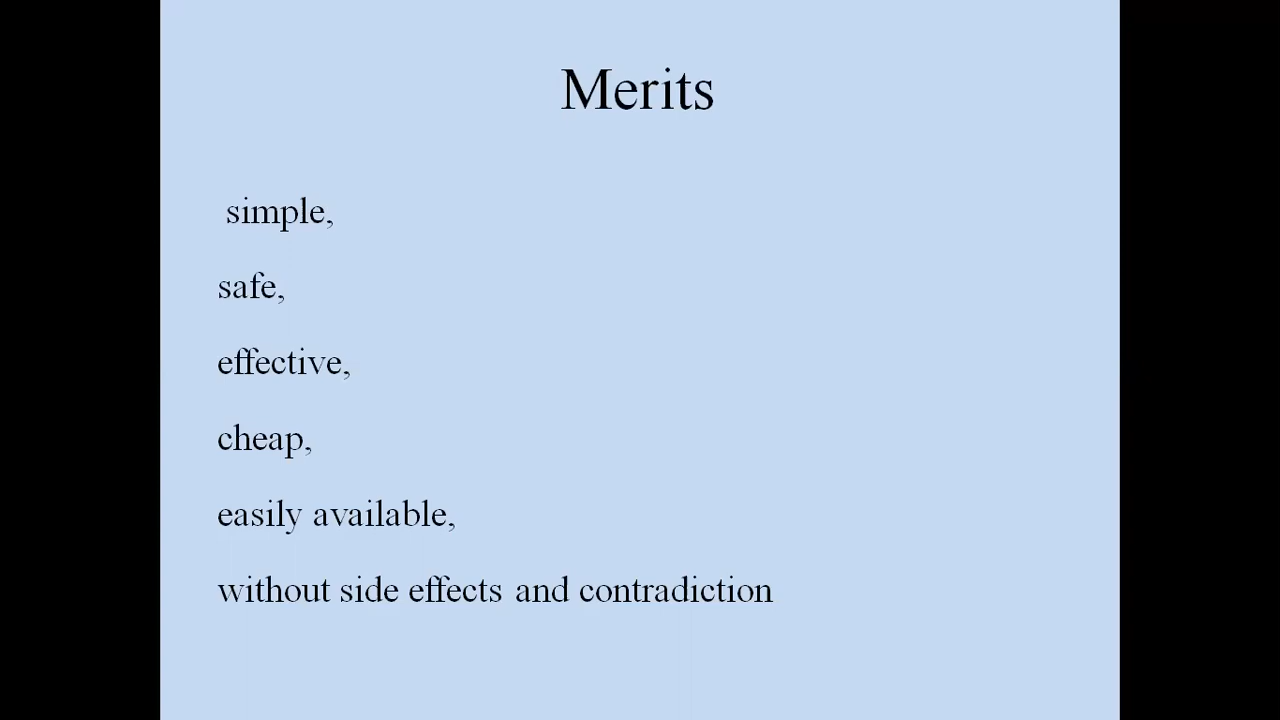 Merits
simple,
safe,
effective,
cheap,
easily available,
without side effects and contradiction